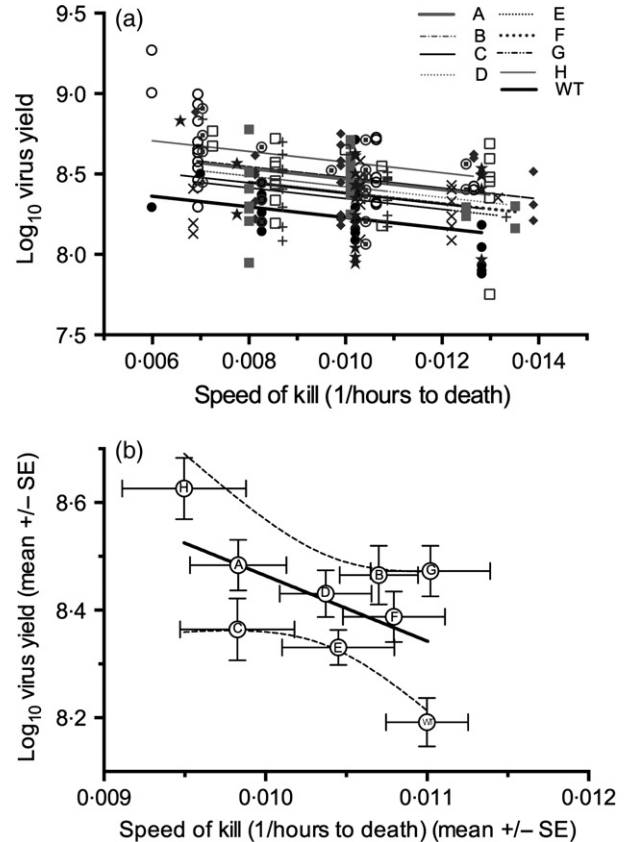 (a)
A
B
C
D
E
F
G
H
WT
9·5
9·0
8·5
8·0
7·5
Log10 virus yield
0·006 0·008 0·010 0·012 0·014
Speed of kill (1/hours to death)
(b)
8·6
8·4
8·2
Log10 virus yield (mean +/− SE)
H
A
B
G
D
F
C
E
WT
0·009 0·010 0·011 0·012
Speed of kill (1/hours to death) (mean +/− SE)